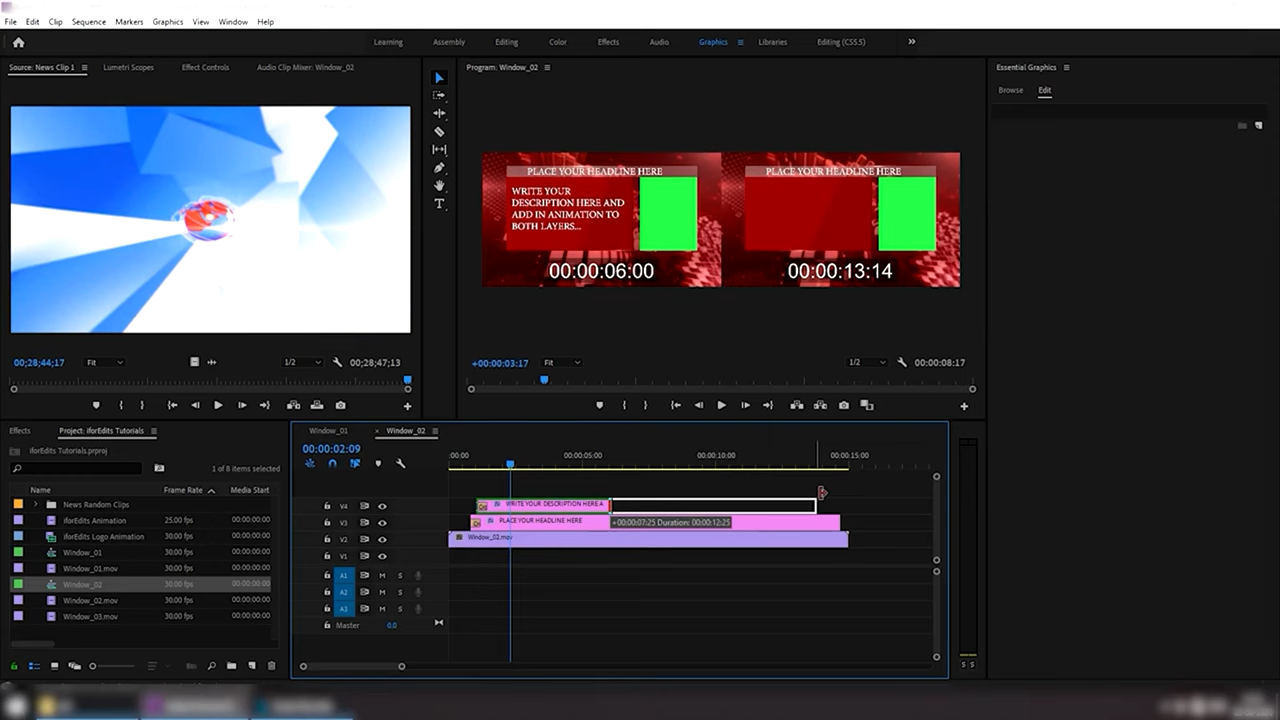 File Edit Clip Sequence Markers Graphics View Window Help
Learning Assembly Editing Color Effects Audio Graphics Libraries Editing (CS5.5)
Source: News Clip 1 Lumetri Scopes Effect Controls Audio Clip Mixer: Window_02
Program: Window_02
Essential Graphics
Browse Edit
PLACE YOUR HEADLINE HERE
WRITE YOUR
DESCRIPTION HERE AND
ADD IN ANIMATION TO
BOTH LAYERS...
00:00:06:00
PLACE YOUR HEADLINE HERE
00:00:13:14
00;28;44;17 Fit 1/2 00;28;47;13
+00:00:03:17 Fit 1/2 00:00:08:17
Effects Project: iforEdits Tutorials
iforEdits Tutorials.prproj
1 of 8 items selected
Name Frame Rate Media Start
News Random Clips
iforEdits Animation 25.00 fps 00:00:00:00
iforEdits Logo Animation 30.00 fps 00:00:00:00
Window_01 30.00 fps 00:00:00:00
Window_01.mov 30.00 fps 00:00:00:00
Window_02 30.00 fps 00:00:00:00
Window_02.mov 30.00 fps 00:00:00:00
Window_03.mov 30.00 fps 00:00:00:00
Window_01 × Window_02
00:00:02:09
:00:00 00:00:05:00 00:00:10:00 00:00:15:00
V4 WRITE YOUR DESCRIPTION HERE A
V3 PLACE YOUR HEADLINE HERE +00:00:07:25 Duration: 00:00:12:25
V2 Window_02.mov
V1
A1 M S
A2 M S
A3 M S
Master 0.0
S S